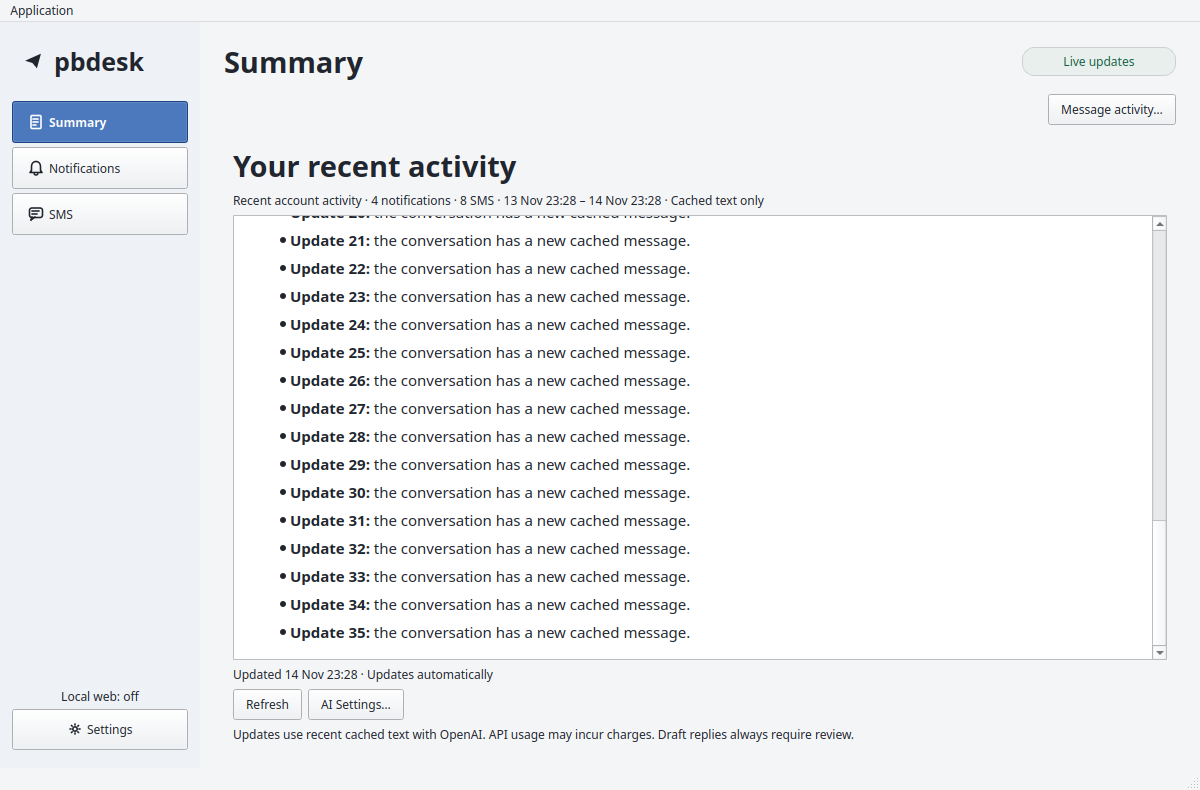 Application
pbdesk
Summary
Notifications
SMS
Local web: off
Settings
Summary
Live updates
Message activity...
Your recent activity
Recent account activity · 4 notifications · 8 SMS · 13 Nov 23:28 – 14 Nov 23:28 · Cached text only
Update 20: the conversation has a new cached message.
Update 21: the conversation has a new cached message.
Update 22: the conversation has a new cached message.
Update 23: the conversation has a new cached message.
Update 24: the conversation has a new cached message.
Update 25: the conversation has a new cached message.
Update 26: the conversation has a new cached message.
Update 27: the conversation has a new cached message.
Update 28: the conversation has a new cached message.
Update 29: the conversation has a new cached message.
Update 30: the conversation has a new cached message.
Update 31: the conversation has a new cached message.
Update 32: the conversation has a new cached message.
Update 33: the conversation has a new cached message.
Update 34: the conversation has a new cached message.
Update 35: the conversation has a new cached message.
Updated 14 Nov 23:28 · Updates automatically
Refresh
AI Settings...
Updates use recent cached text with OpenAI. API usage may incur charges. Draft replies always require review.